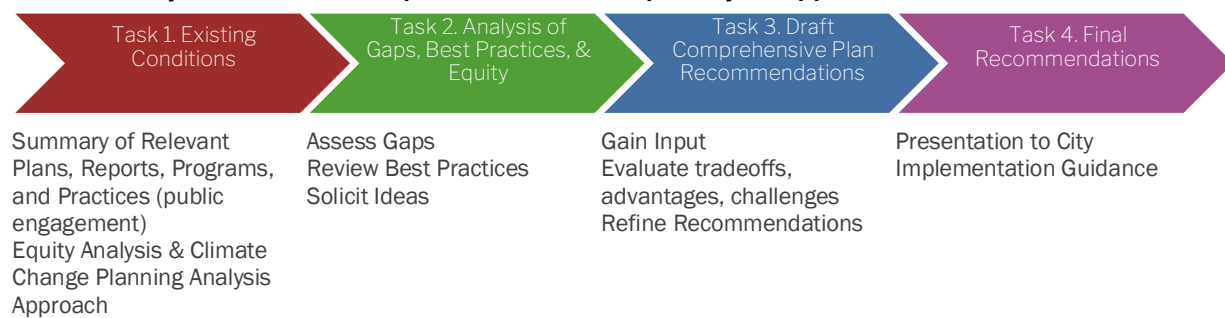 Task 1. Existing
Conditions
Task 2. Analysis of
Gaps, Best Practices, &
Equity
Task 3. Draft
Comprehensive Plan
Recommendations
Task 4. Final
Recommendations
Summary of Relevant
Plans, Reports, Programs,
and Practices (public
engagement)
Equity Analysis & Climate
Change Planning Analysis
Approach
Assess Gaps
Review Best Practices
Solicit Ideas
Gain Input
Evaluate tradeoffs,
advantages, challenges
Refine Recommendations
Presentation to City
Implementation Guidance